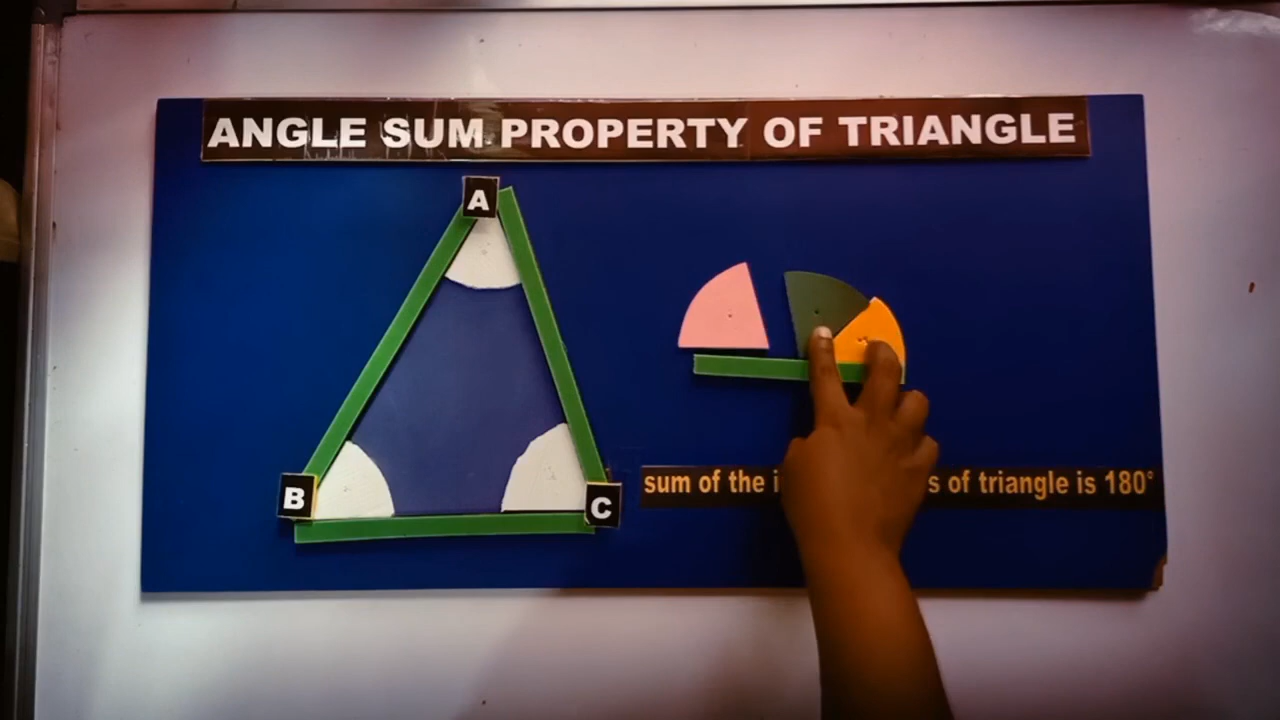 ANGLE SUM PROPERTY OF TRIANGLE
A
B
C
sum of the i s of triangle is 180°